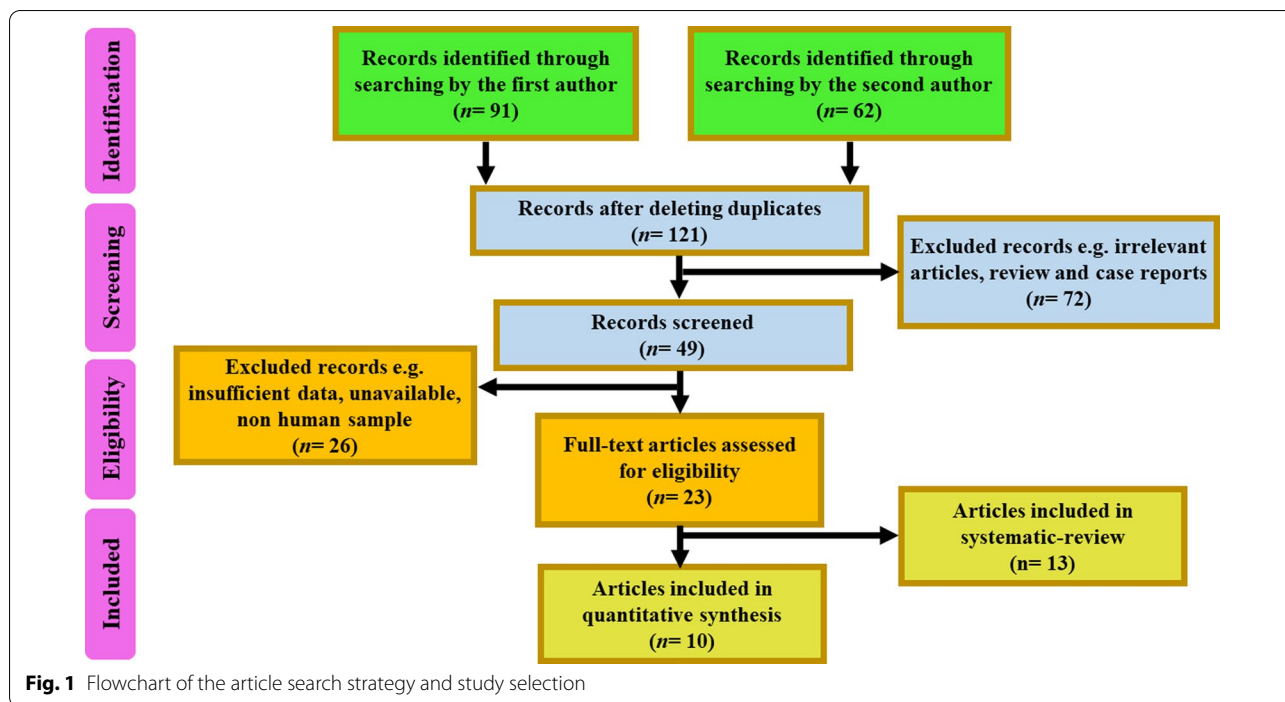 Identification
Records identified through
searching by the first author
(n= 91)
Records identified through
searching by the second author
(n= 62)
Screening
Records after deleting duplicates
(n= 121)
Excluded records e.g. irrelevant
articles, review and case reports
(n= 72)
Records screened
(n= 49)
Eligibility
Excluded records e.g.
insufficient data, unavailable,
non human sample
(n= 26)
Full-text articles assessed
for eligibility
(n= 23)
Included
Articles included in
systematic-review
(n= 13)
Articles included in
quantitative synthesis
(n= 10)
Fig. 1 Flowchart of the article search strategy and study selection